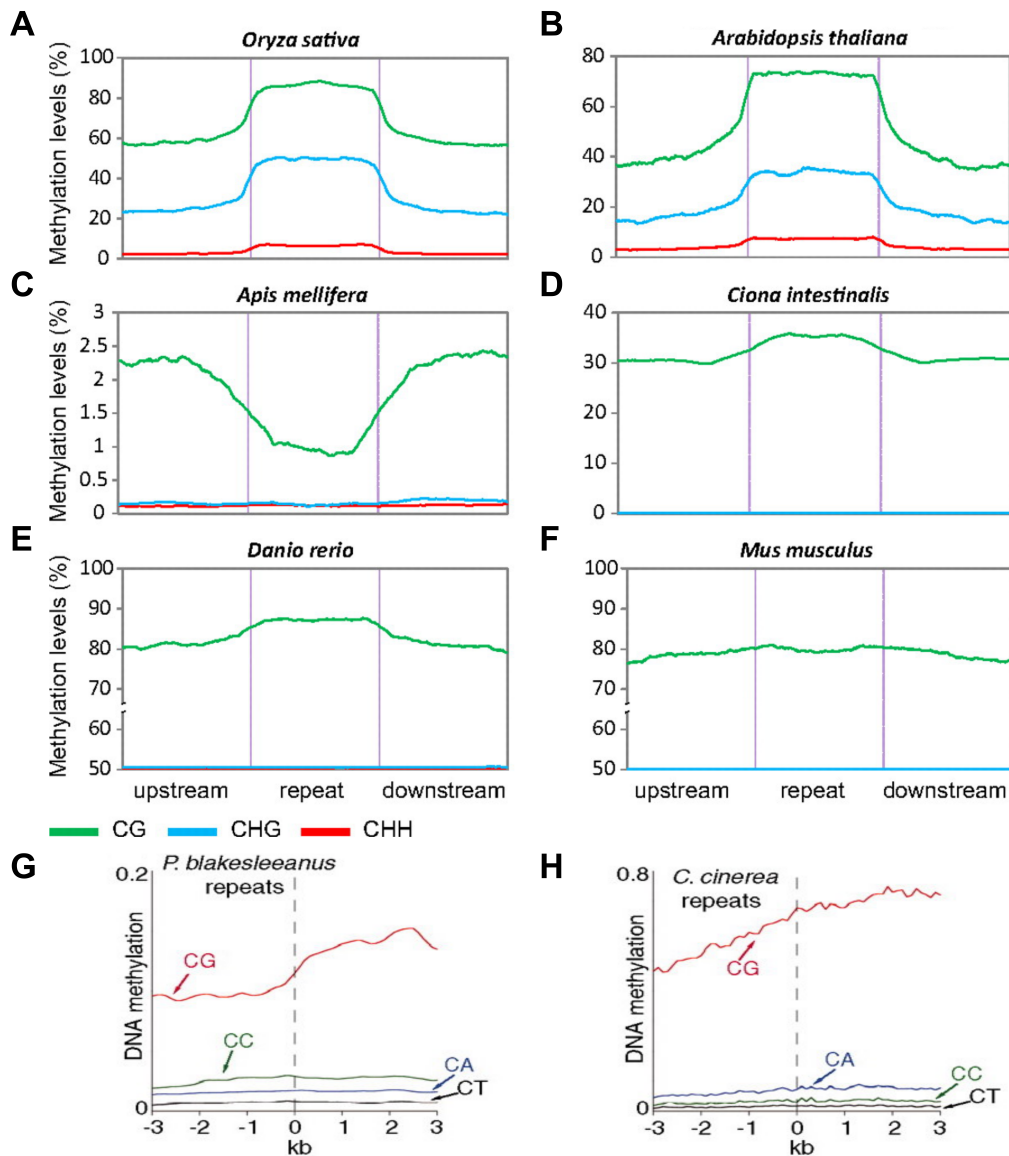 A
Oryza sativa
Methylation levels (%)
100
80
60
40
20
0
B
Arabidopsis thaliana
80
60
40
20
0
C
Apis mellifera
Methylation levels (%)
3
2.5
2
1.5
1
0.5
0
D
Ciona intestinalis
40
30
20
10
0
E
Danio rerio
Methylation levels (%)
100
90
80
70
60
50
upstream repeat downstream
F
Mus musculus
100
90
80
70
60
50
upstream repeat downstream
CG CHG CHH
G
P. blakesleeanus
repeats
DNA methylation
0.2
0
CG
CC
CA
CT
-3 -2 -1 0 1 2 3
kb
H
C. cinerea
repeats
DNA methylation
0.8
0
CG
CA
CC
CT
-3 -2 -1 0 1 2 3
kb